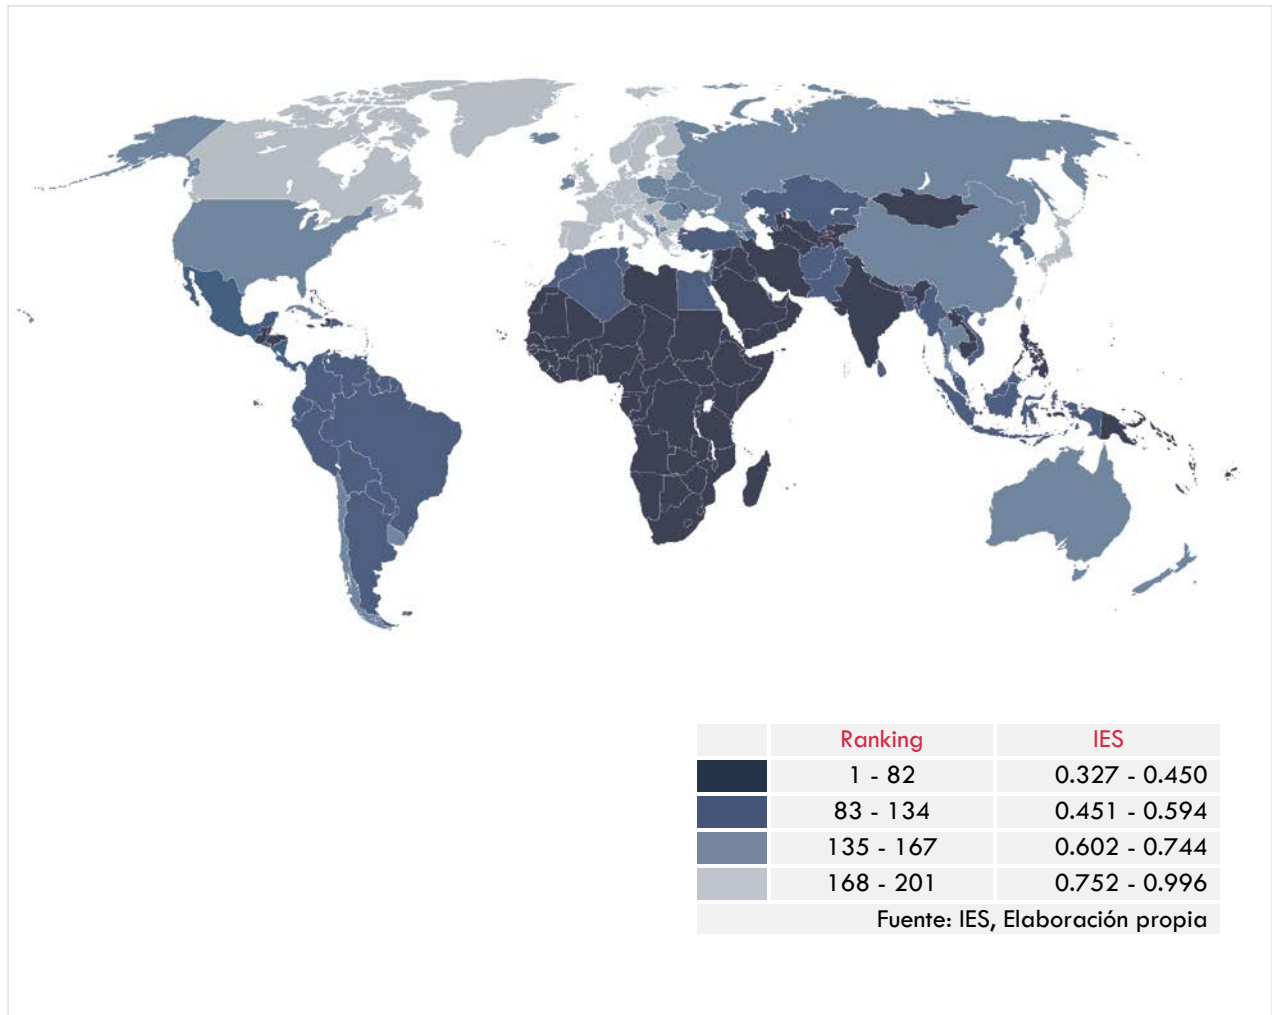 Ranking IES
1 - 82 0.327 - 0.450
83 - 134 0.451 - 0.594
135 - 167 0.602 - 0.744
168 - 201 0.752 - 0.996
Fuente: IES, Elaboración propia